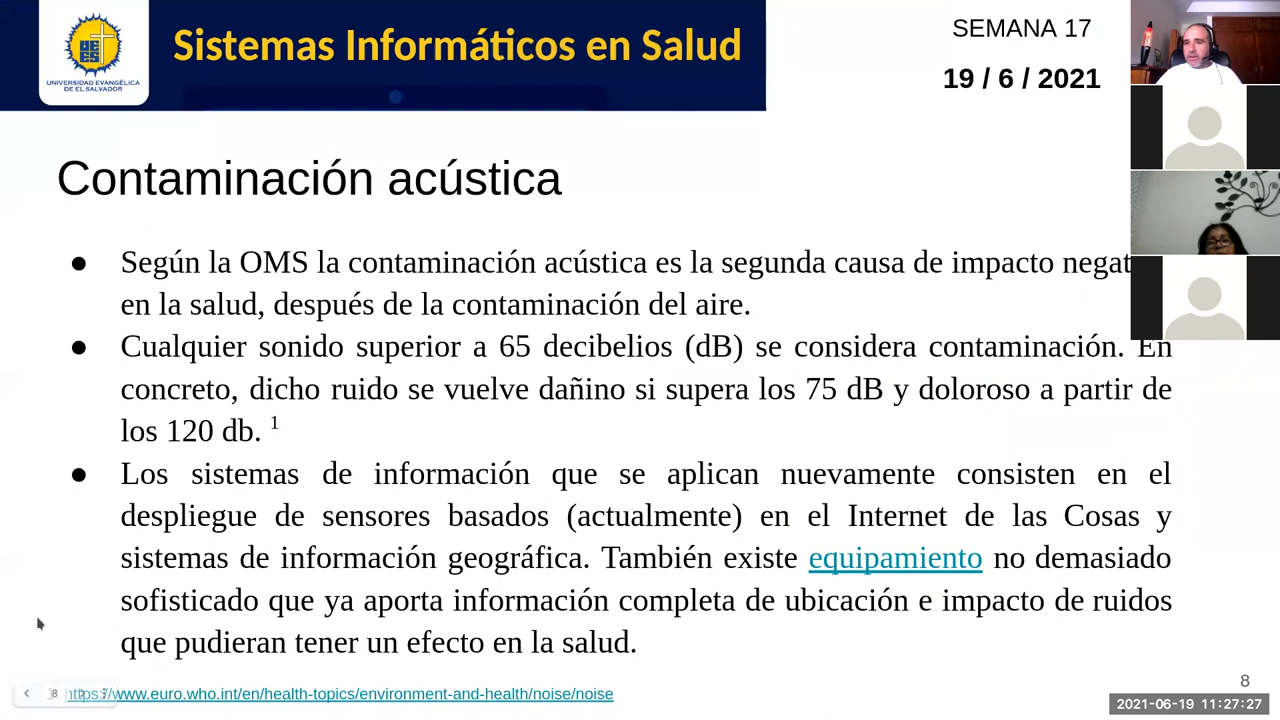 UNIVERSIDAD EVANGÉLICA
DE EL SALVADOR
Sistemas Informáticos en Salud
SEMANA 17
19 / 6 / 2021
Contaminación acústica
● Según la OMS la contaminación acústica es la segunda causa de impacto
en la salud, después de la contaminación del aire.
● Cualquier sonido superior a 65 decibelios (dB) se considera contaminación. En
concreto, dicho ruido se vuelve dañino si supera los 75 dB y doloroso a partir de
los 120 db. 1
● Los sistemas de información que se aplican nuevamente consisten en el
despliegue de sensores basados (actualmente) en el Internet de las Cosas y
sistemas de información geográfica. También existe equipamiento no demasiado
sofisticado que ya aporta información completa de ubicación e impacto de ruidos
que pudieran tener un efecto en la salud.
8
8
https://www.euro.who.int/en/health-topics/environment-and-health/noise/noise
2021-06-19 11:27:27